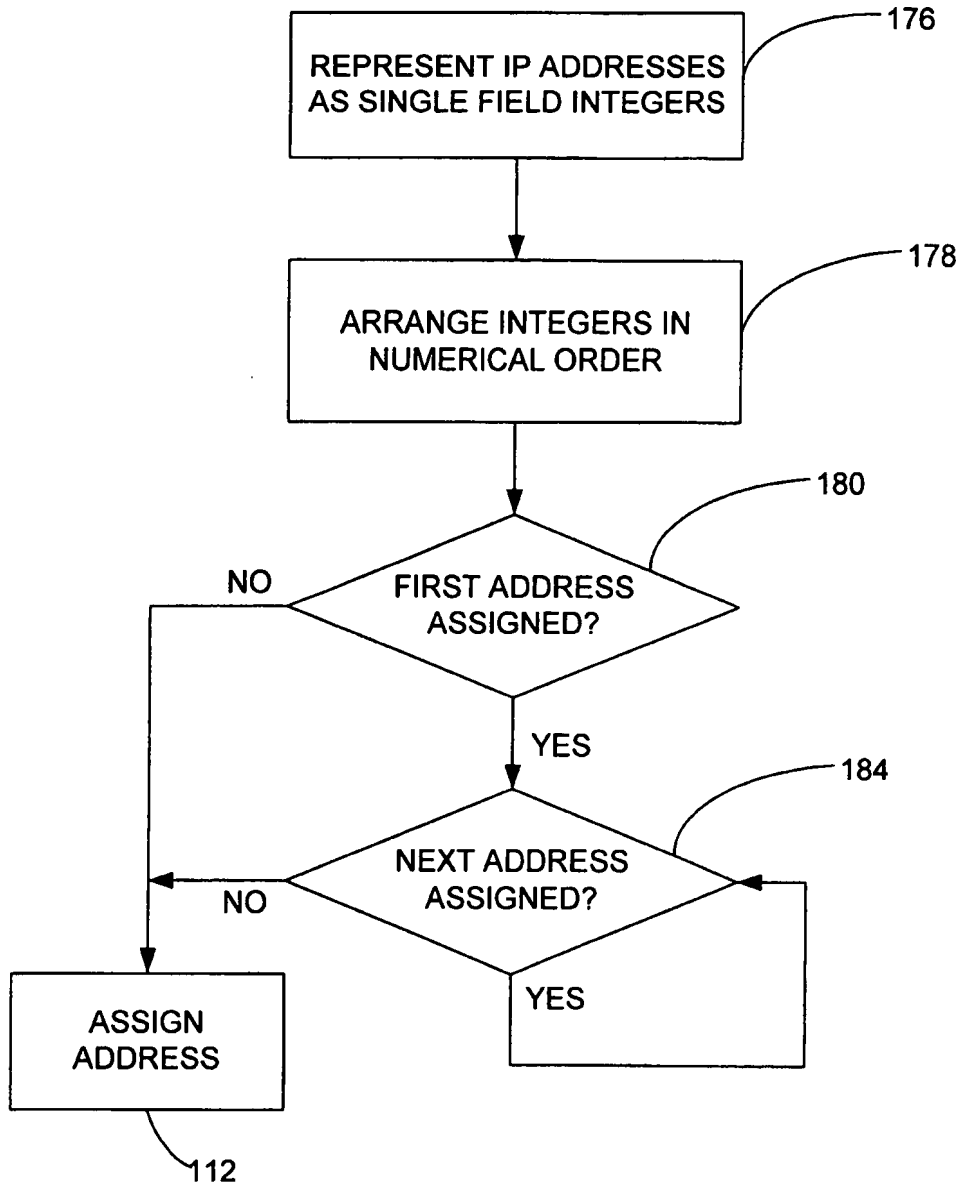 176
REPRESENT IP ADDRESSES
AS SINGLE FIELD INTEGERS
178
ARRANGE INTEGERS IN
NUMERICAL ORDER
180
NO
FIRST ADDRESS
ASSIGNED?
YES
184
NEXT ADDRESS
ASSIGNED?
NO
YES
ASSIGN
ADDRESS
112